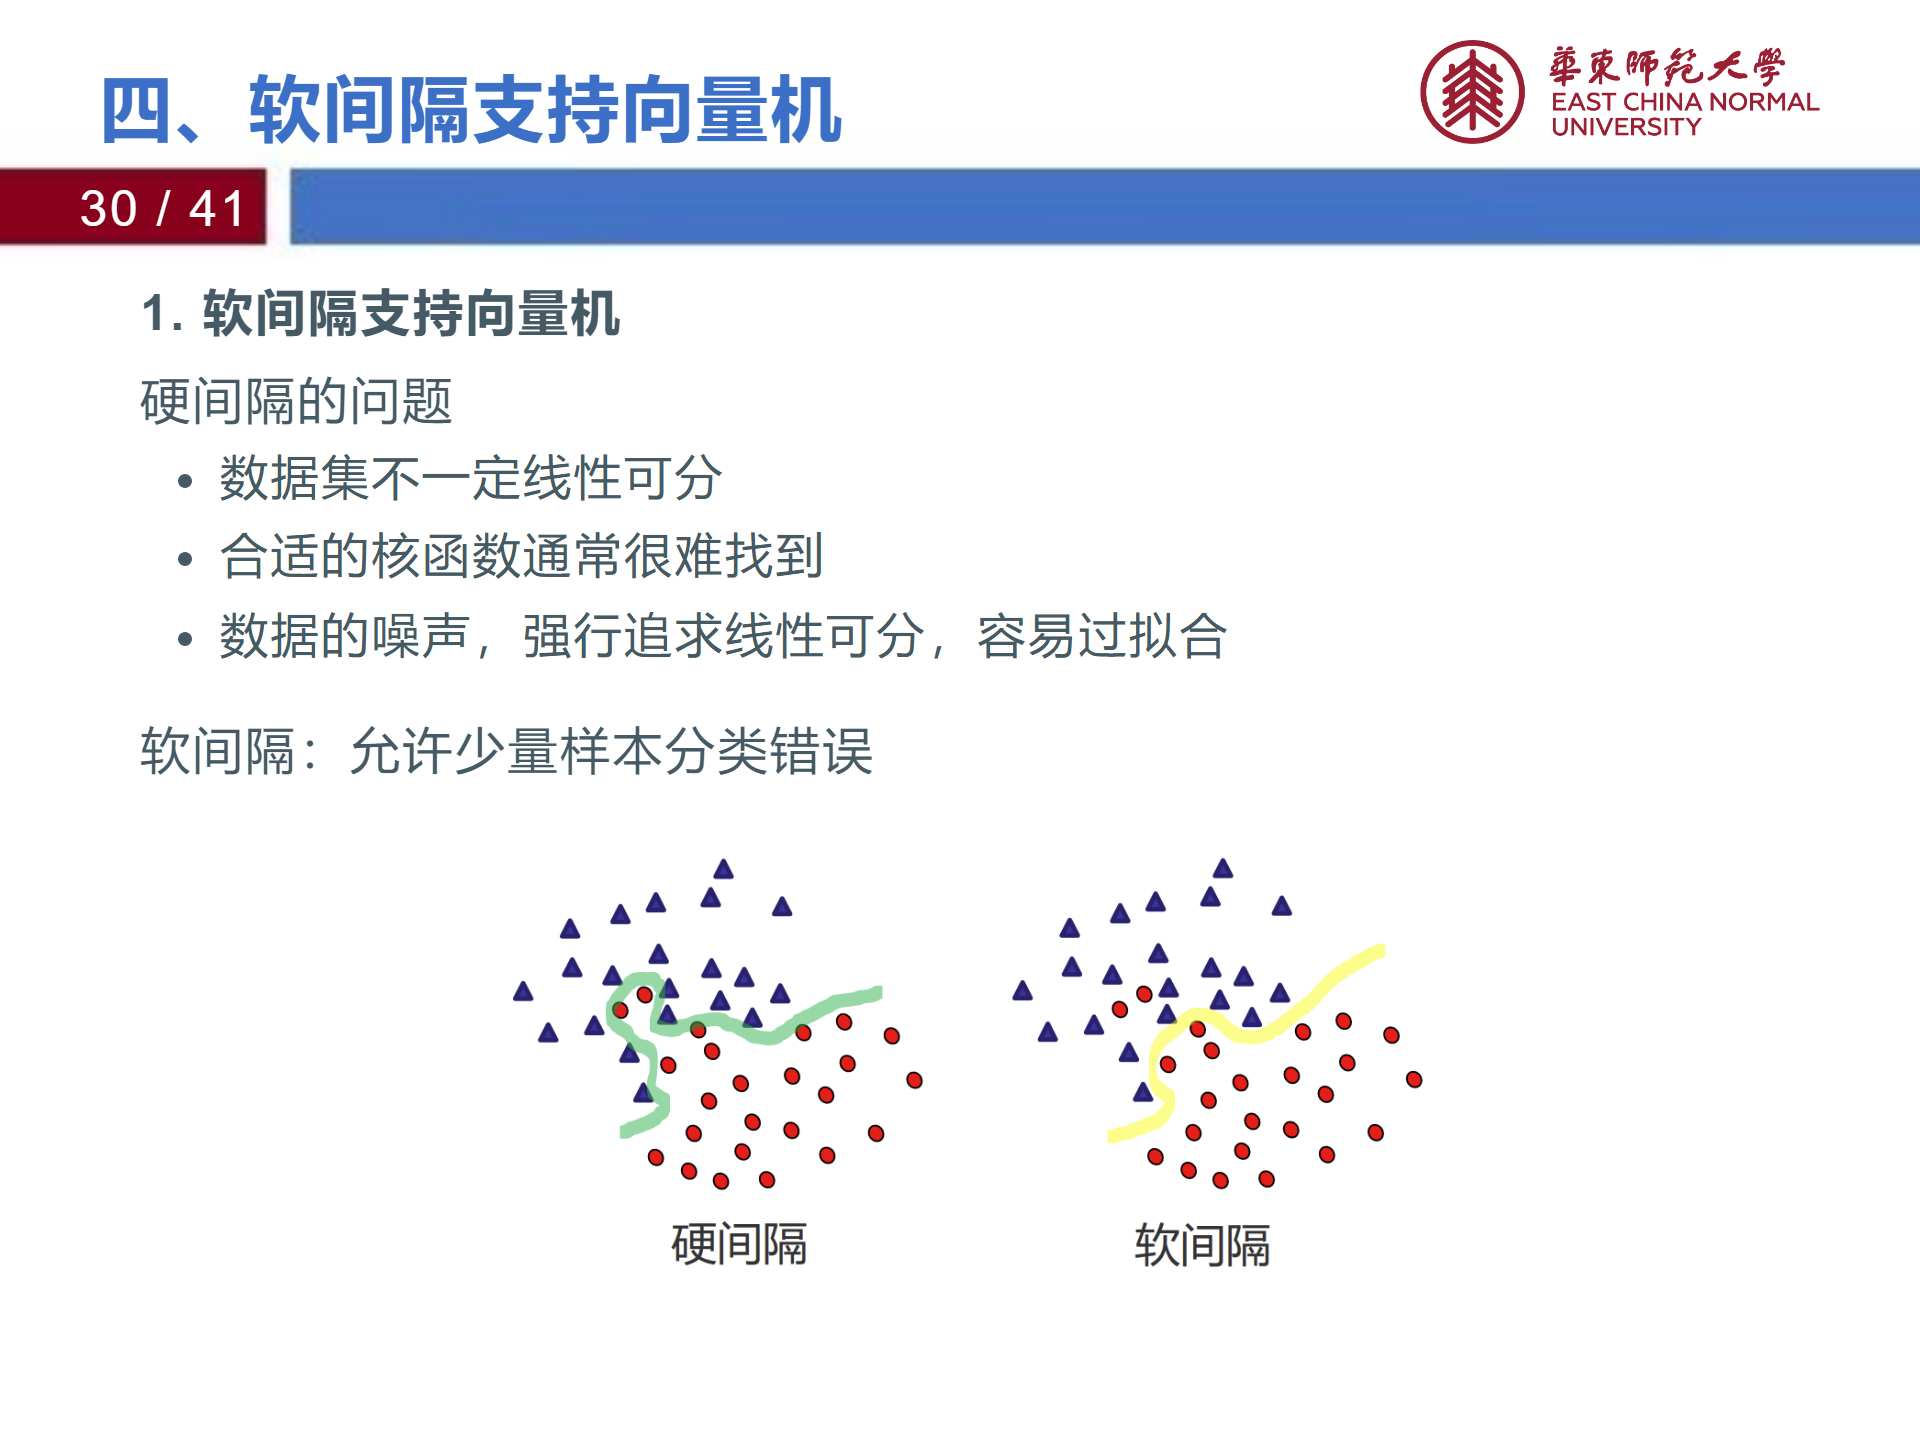 四、软间隔支持向量机
華東師範大學
EAST CHINA NORMAL
UNIVERSITY
30 / 41
1. 软间隔支持向量机
硬间隔的问题
• 数据集不一定线性可分
• 合适的核函数通常很难找到
• 数据的噪声，强行追求线性可分，容易过拟合
软间隔：允许少量样本分类错误
硬间隔
软间隔